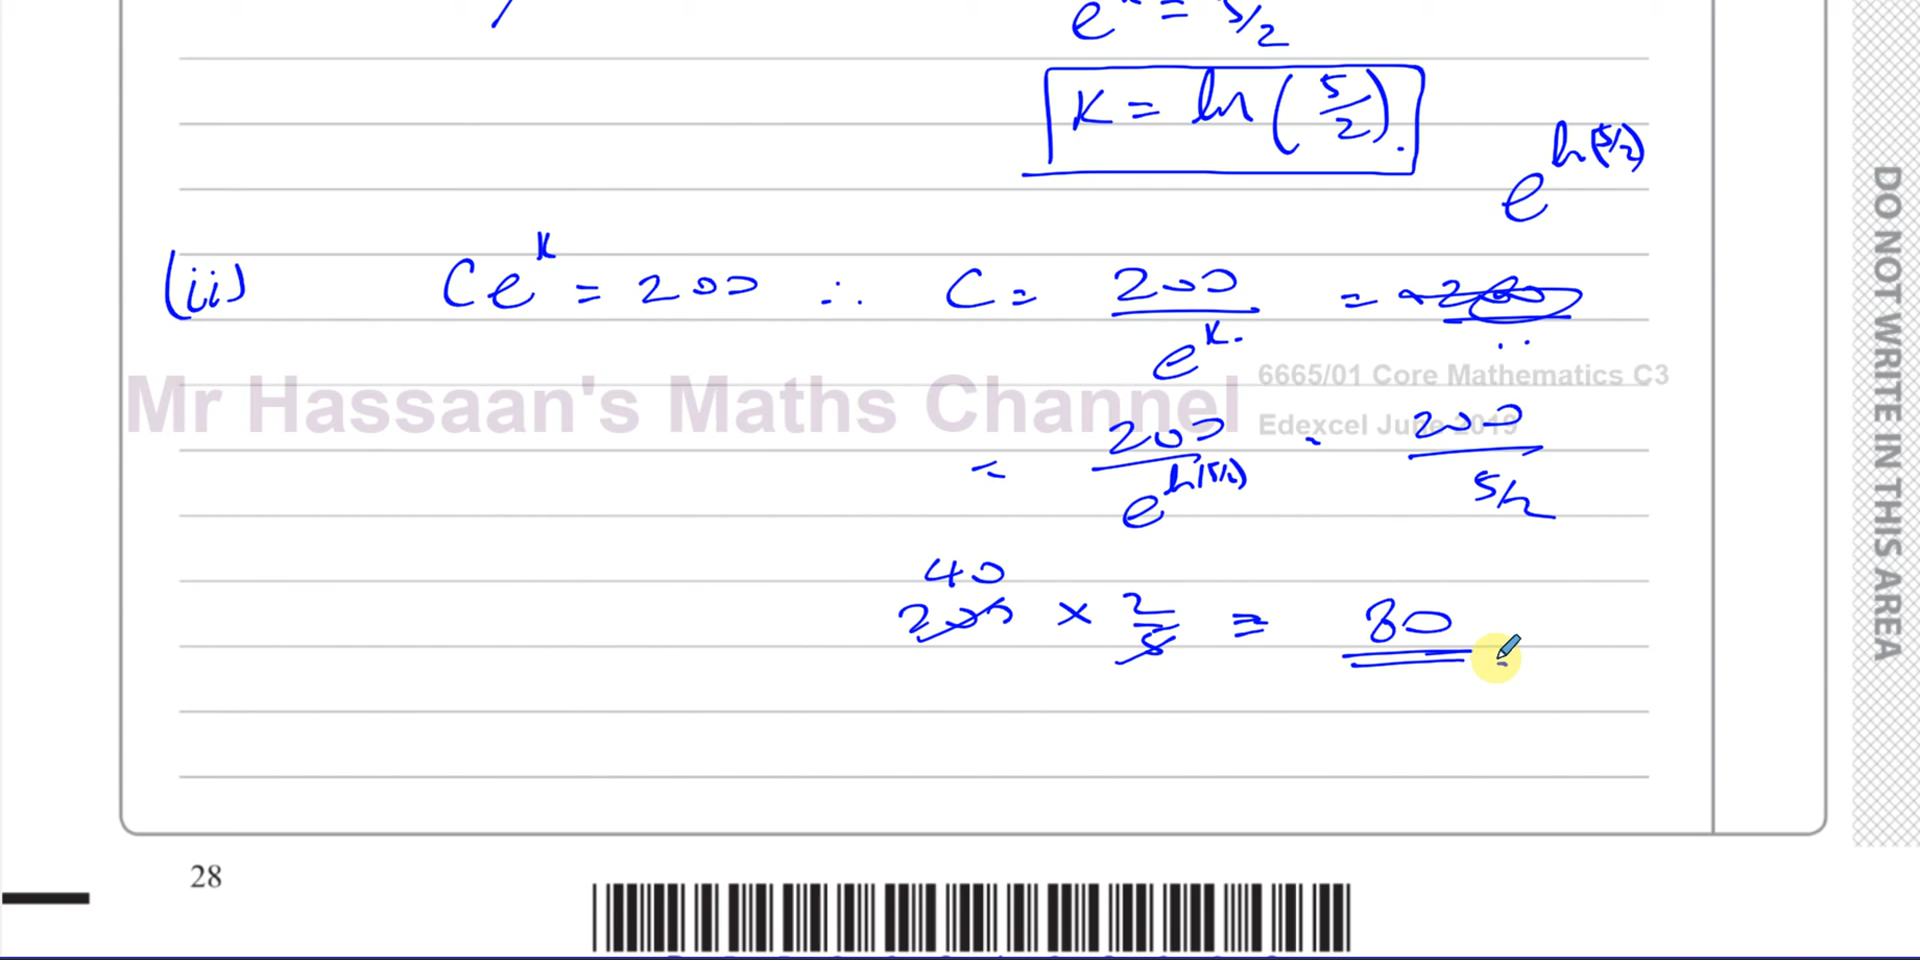 e^k = 5/2
K = ln(5/2).
e^ln(5/2)
(ii) Ce^k = 200 ∴ C = 200/e^k. =
Mr Hassaan's Maths Channel
6665/01 Core Mathematics C3
Edexcel June 2019
= 200/e^ln(5/2) = 200/5/2
40
200 × 2/5 = 80
28
DO NOT WRITE IN THIS AREA